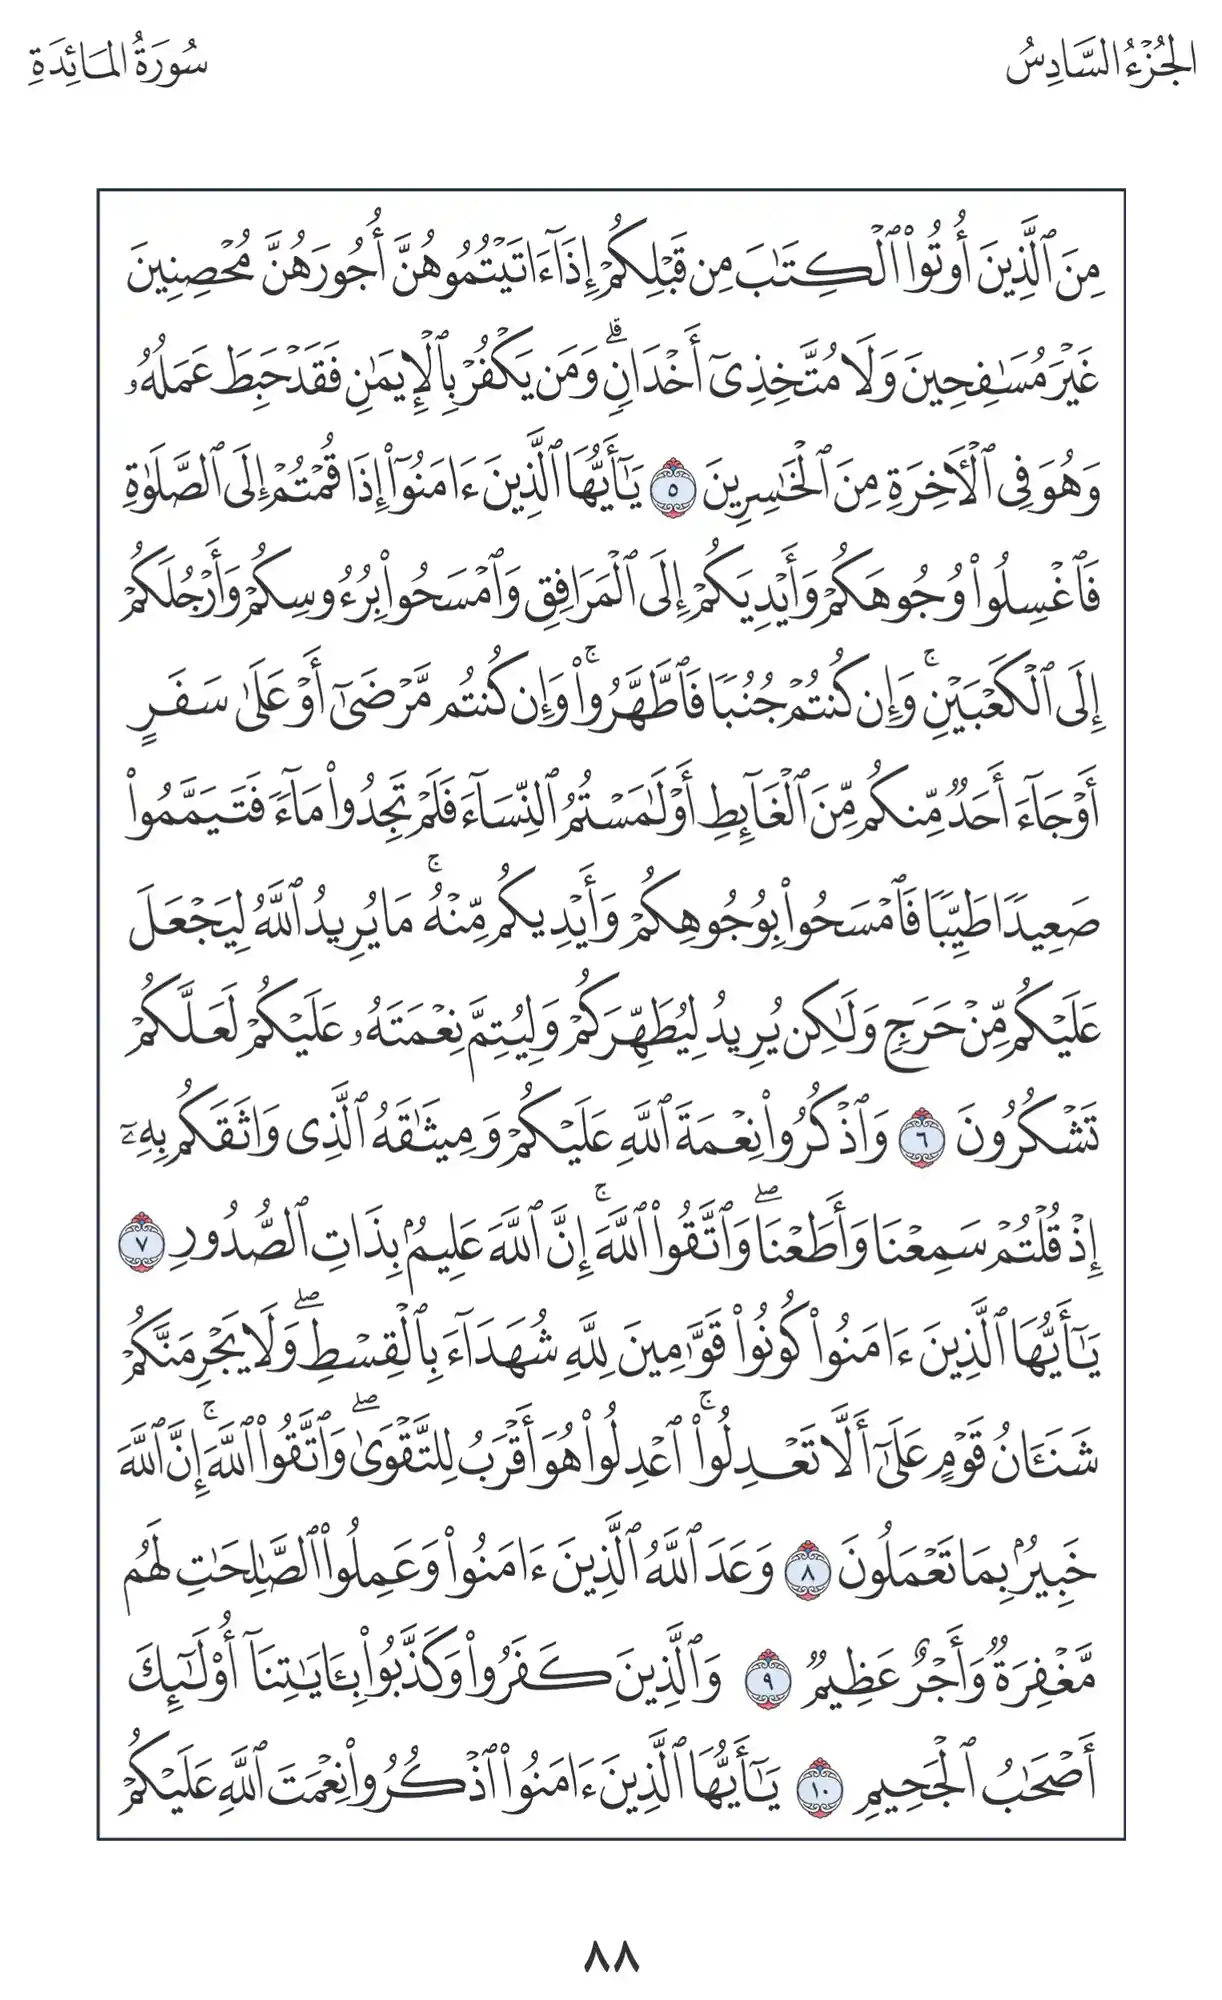 الجُزْءُ السَّادِسُ
سُورَةُ المَائِدَةِ
مِنَ ٱلَّذِينَ أُوتُوا۟ ٱلْكِتَـٰبَ مِن قَبْلِكُمْ إِذَآ ءَاتَيْتُمُوهُنَّ أُجُورَهُنَّ مُحْصِنِينَ
غَيْرَ مُسَـٰفِحِينَ وَلَا مُتَّخِذِىٓ أَخْدَانٍۗ وَمَن يَكْفُرْ بِٱلْإِيمَـٰنِ فَقَدْ حَبِطَ عَمَلُهُۥ
وَهُوَ فِى ٱلْـَٔاخِرَةِ مِنَ ٱلْخَـٰسِرِينَ ٥ يَـٰٓأَيُّهَا ٱلَّذِينَ ءَامَنُوٓا۟ إِذَا قُمْتُمْ إِلَى ٱلصَّلَوٰةِ
فَٱغْسِلُوا۟ وُجُوهَكُمْ وَأَيْدِيَكُمْ إِلَى ٱلْمَرَافِقِ وَٱمْسَحُوا۟ بِرُءُوسِكُمْ وَأَرْجُلَكُمْ
إِلَى ٱلْكَعْبَيْنِۚ وَإِن كُنتُمْ جُنُبًا فَٱطَّهَّرُوا۟ۚ وَإِن كُنتُم مَّرْضَىٰٓ أَوْ عَلَىٰ سَفَرٍ
أَوْ جَآءَ أَحَدٌ مِّنكُم مِّنَ ٱلْغَآئِطِ أَوْ لَـٰمَسْتُمُ ٱلنِّسَآءَ فَلَمْ تَجِدُوا۟ مَآءً فَتَيَمَّمُوا۟
صَعِيدًا طَيِّبًا فَٱمْسَحُوا۟ بِوُجُوهِكُمْ وَأَيْدِيكُم مِّنْهُۚ مَا يُرِيدُ ٱللَّهُ لِيَجْعَلَ
عَلَيْكُم مِّنْ حَرَجٍ وَلَـٰكِن يُرِيدُ لِيُطَهِّرَكُمْ وَلِيُتِمَّ نِعْمَتَهُۥ عَلَيْكُمْ لَعَلَّكُمْ
تَشْكُرُونَ ٦ وَٱذْكُرُوا۟ نِعْمَةَ ٱللَّهِ عَلَيْكُمْ وَمِيثَـٰقَهُ ٱلَّذِى وَاثَقَكُم بِهِۦٓ
إِذْ قُلْتُمْ سَمِعْنَا وَأَطَعْنَاۖ وَٱتَّقُوا۟ ٱللَّهَۚ إِنَّ ٱللَّهَ عَلِيمٌۢ بِذَاتِ ٱلصُّدُورِ ٧
يَـٰٓأَيُّهَا ٱلَّذِينَ ءَامَنُوا۟ كُونُوا۟ قَوَّٰمِينَ لِلَّهِ شُهَدَآءَ بِٱلْقِسْطِۖ وَلَا يَجْرِمَنَّكُمْ
شَنَـَٔانُ قَوْمٍ عَلَىٰٓ أَلَّا تَعْدِلُوا۟ۚ ٱعْدِلُوا۟ هُوَ أَقْرَبُ لِلتَّقْوَىٰۖ وَٱتَّقُوا۟ ٱللَّهَۚ إِنَّ ٱللَّهَ
خَبِيرٌۢ بِمَا تَعْمَلُونَ ٨ وَعَدَ ٱللَّهُ ٱلَّذِينَ ءَامَنُوا۟ وَعَمِلُوا۟ ٱلصَّـٰلِحَـٰتِ لَهُم
مَّغْفِرَةٌ وَأَجْرٌ عَظِيمٌ ٩ وَٱلَّذِينَ كَفَرُوا۟ وَكَذَّبُوا۟ بِـَٔايَـٰتِنَآ أُو۟لَـٰٓئِكَ
أَصْحَـٰبُ ٱلْجَحِيمِ ١٠ يَـٰٓأَيُّهَا ٱلَّذِينَ ءَامَنُوا۟ ٱذْكُرُوا۟ نِعْمَتَ ٱللَّهِ عَلَيْكُمْ
٨٨